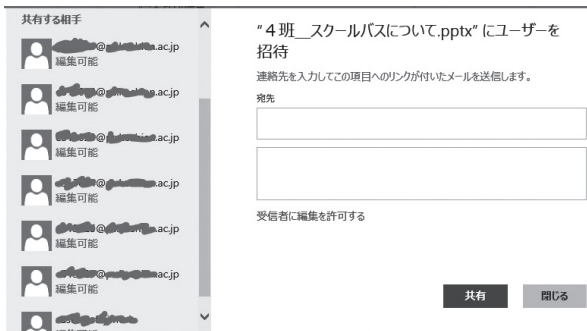 共有する相手
@ .ac.jp
編集可能
@ .ac.jp
編集可能
@ .ac.jp
編集可能
@ .ac.jp
編集可能
@ .ac.jp
編集可能
@ .ac.jp
編集可能
"４班__スクールバスについて.pptx" にユーザーを
招待
連絡先を入力してこの項目へのリンクが付いたメールを送信します。
宛先
受信者に編集を許可する
共有
閉じる